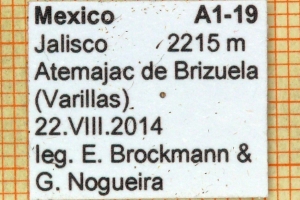 Mexico A1-19
Jalisco 2215 m
Atemajac de Brizuela
(Varillas)
22.VIII.2014
leg. E. Brockmann &
G. Nogueira